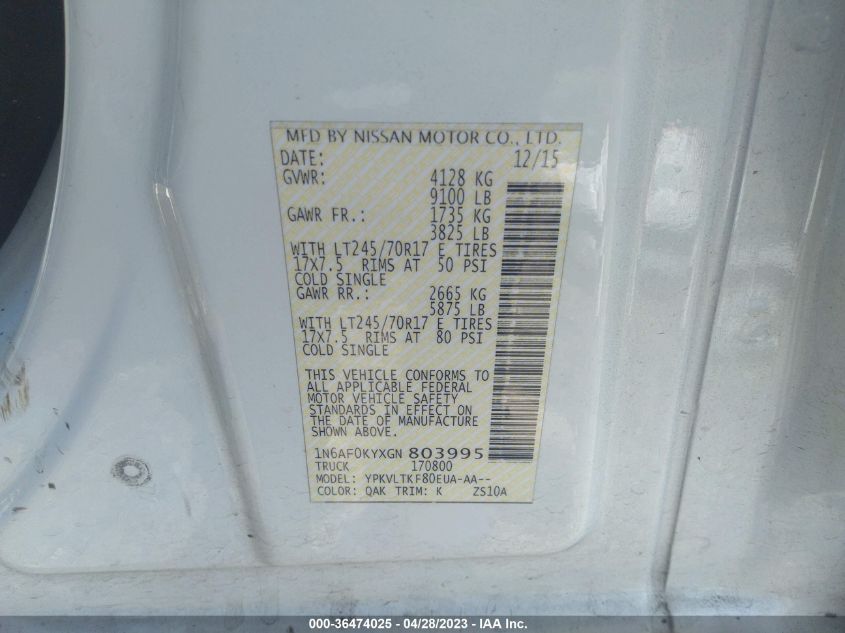 MFD BY NISSAN MOTOR CO., LTD.
DATE: 12/15
GVWR: 4128 KG
9100 LB
GAWR FR.: 1735 KG
3825 LB
WITH LT245/70R17 E TIRES
17X7.5 RIMS AT 50 PSI
COLD SINGLE
GAWR RR.: 2665 KG
5875 LB
WITH LT245/70R17 E TIRES
17X7.5 RIMS AT 80 PSI
COLD SINGLE
THIS VEHICLE CONFORMS TO
ALL APPLICABLE FEDERAL
MOTOR VEHICLE SAFETY
STANDARDS IN EFFECT ON
THE DATE OF MANUFACTURE
SHOWN ABOVE.
1N6AF0KYXGN 803995
TRUCK 170800
MODEL: YPKVLTKF80EUA-AA--
COLOR: QAK TRIM: K ZS10A
000-36474025 - 04/28/2023 - IAA Inc.